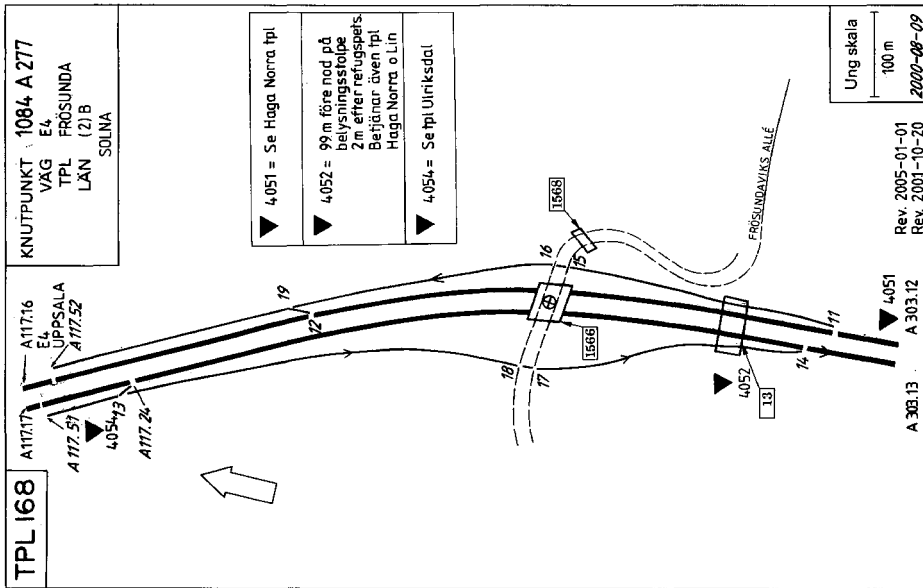 TPL 168
KNUTPUNKT 1084 A 277
VÄG E4
TPL FRÖSUNDA
LÄN (2) B
SOLNA
4051 = Se Haga Norra tpl
4052 = 99 m före nod på
belysningsstolpe
2m efter refugspets.
Betjänar även tpl
Haga Norra o Lin
4054 = Se tpl Ulriksdal
A117.17
A117.16
E4
UPPSALA
A117.52
A117.51
4054
13
A117.24
19
12
18
17
16
15
1568
1566
FRÖSUNDAVIKS ALLÉ
4052
13
14
11
4051
A 303.13
A 303.12
Ung skala
100 m
Rev. 2005-01-01
Rev. 2001-10-20
2000-08-09